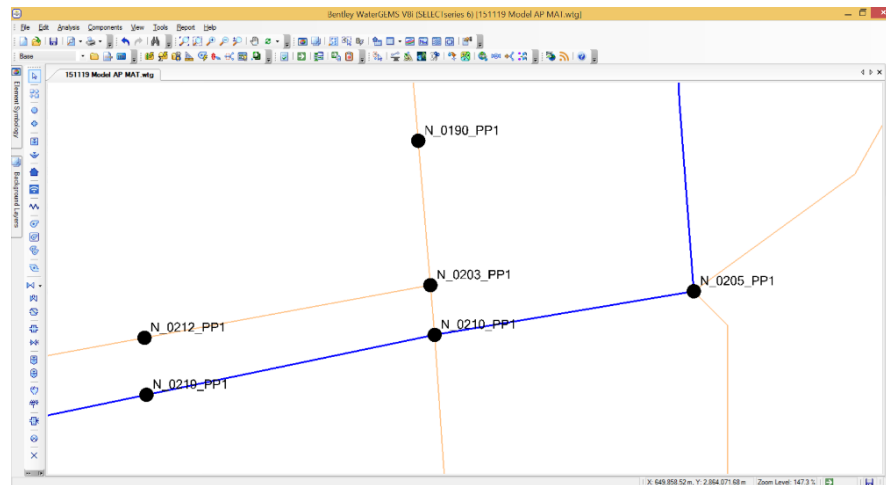 Bentley WaterGEMS V8i (SELECTseries 6) [151119 Model AP MAT.wtg]
File Edit Analysis Components View Tools Report Help
Base
151119 Model AP MAT.wtg
Element Symbology
Background Layers
N_0190_PP1
N_0203_PP1
N_0205_PP1
N_0212_PP1
N_0210_PP1
N_0219_PP1
X: 649,858.52 m, Y: 2,864,071.68 m Zoom Level: 147.3 %